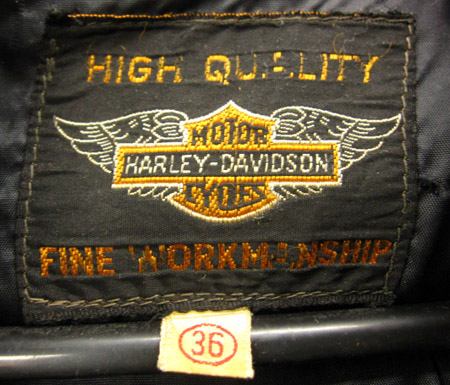 HIGH QUALITY
MOTOR
HARLEY-DAVIDSON
CYCLES
FINE WORKMANSHIP
36